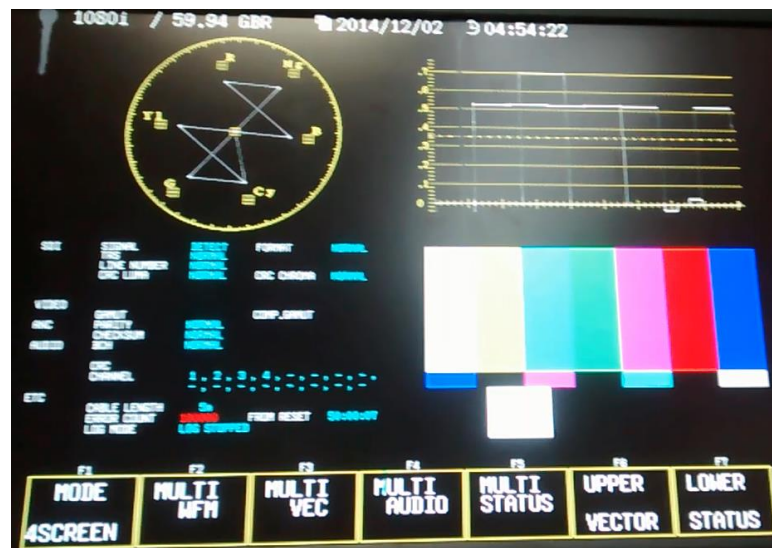 1080i / 59.94 GBR 2014/12/02 04:54:22
R
Mg
Yl
B
G
Cy
SDI SIGNAL DETECT FORMAT NORMAL
TRS NORMAL
LINE NUMBER NORMAL
CRC LUMA NORMAL CRC CHROMA NORMAL
VIDEO GAMUT COMP.GAMUT
ANC PARITY NORMAL
CHECKSUM NORMAL
AUDIO BCH NORMAL
CRC
CHANNEL 1,2,3,4,-,-,-,-,
-,-,-,-,-,-,-,-
ETC
CABLE LENGTH
ERROR COUNT FROM RESET
LOG MODE LOG STOPPED
F1 F2 F3 F4 F5 F6 F7
MODE MULTI MULTI MULTI MULTI UPPER LOWER
4SCREEN WFM VEC AUDIO STATUS VECTOR STATUS